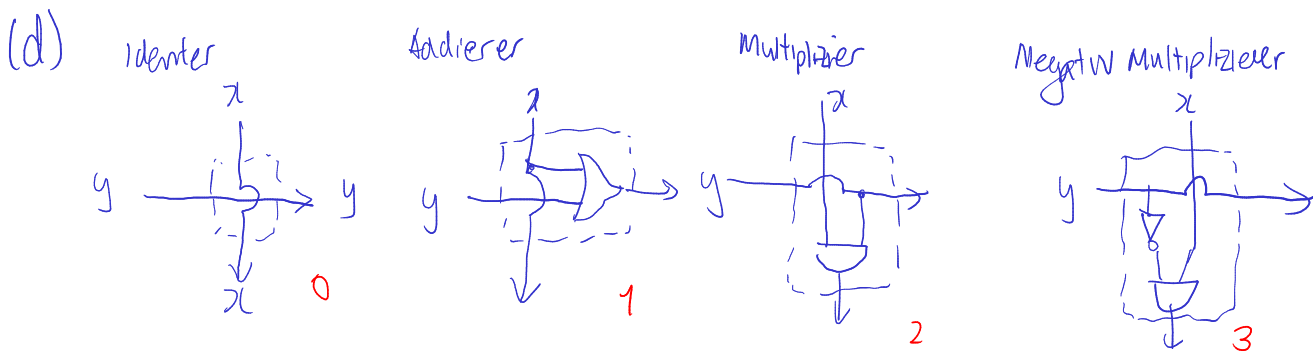 (d) Identer Addierer Multiplizier Negativ Multiplizierer
x x x x
y y y y y
x 0 1 2 3